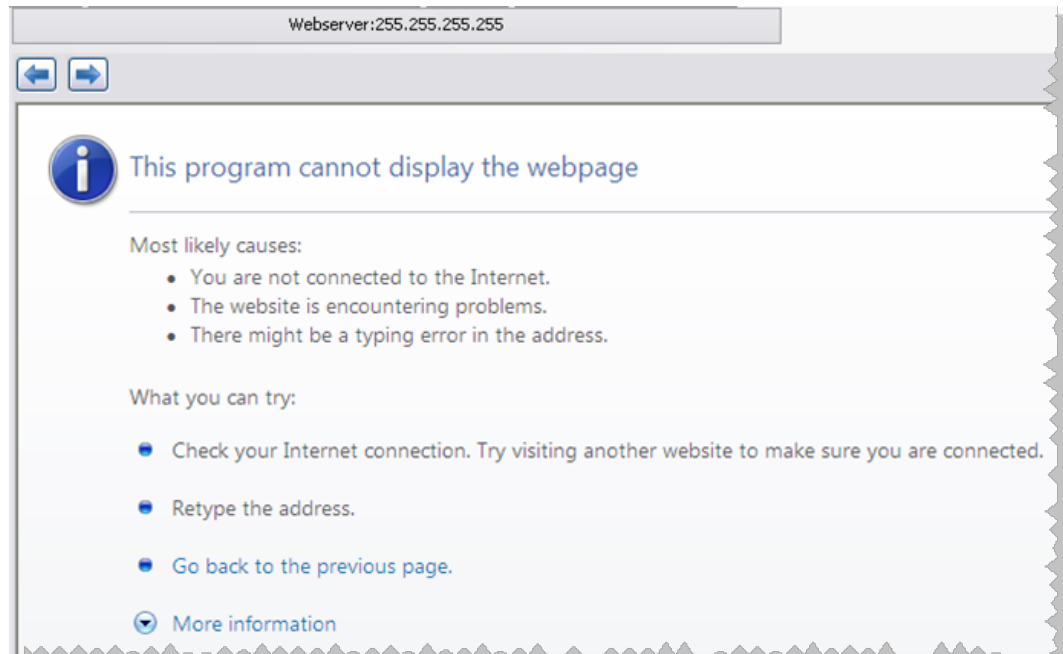 Webserver:255.255.255.255
This program cannot display the webpage
Most likely causes:
• You are not connected to the Internet.
• The website is encountering problems.
• There might be a typing error in the address.
What you can try:
Check your Internet connection. Try visiting another website to make sure you are connected.
Retype the address.
Go back to the previous page.
More information